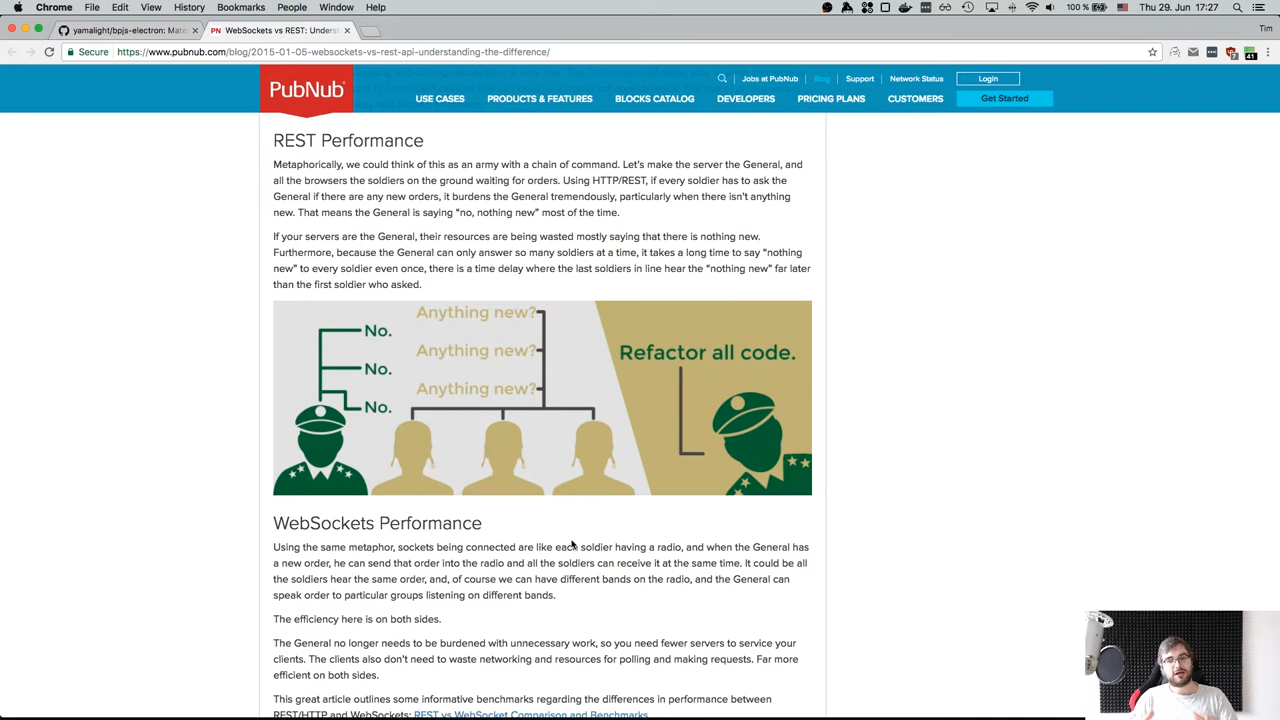 Chrome File Edit View History Bookmarks People Window Help
100 % Thu 29. Jun 17:27
yamalight/bpjs-electron: Mate
PN WebSockets vs REST: Unders
Tim
Secure https://www.pubnub.com/blog/2015-01-05-websockets-vs-rest-api-understanding-the-difference/
7 41
PubNub
Jobs at PubNub Blog Support Network Status Login
USE CASES PRODUCTS & FEATURES BLOCKS CATALOG DEVELOPERS PRICING PLANS CUSTOMERS Get Started
REST Performance
Metaphorically, we could think of this as an army with a chain of command. Let's make the server the General, and
all the browsers the soldiers on the ground waiting for orders. Using HTTP/REST, if every soldier has to ask the
General if there are any new orders, it burdens the General tremendously, particularly when there isn't anything
new. That means the General is saying "no, nothing new" most of the time.
If your servers are the General, their resources are being wasted mostly saying that there is nothing new.
Furthermore, because the General can only answer so many soldiers at a time, it takes a long time to say "nothing
new" to every soldier even once, there is a time delay where the last soldiers in line hear the "nothing new" far later
than the first soldier who asked.
Anything new?
No.
Anything new?
Refactor all code.
No.
Anything new?
No.
WebSockets Performance
Using the same metaphor, sockets being connected are like each soldier having a radio, and when the General has
a new order, he can send that order into the radio and all the soldiers can receive it at the same time. It could be all
the soldiers hear the same order, and, of course we can have different bands on the radio, and the General can
speak order to particular groups listening on different bands.
The efficiency here is on both sides.
The General no longer needs to be burdened with unnecessary work, so you need fewer servers to service your
clients. The clients also don't need to waste networking and resources for polling and making requests. Far more
efficient on both sides.
This great article outlines some informative benchmarks regarding the differences in performance between
REST/HTTP and WebSockets: REST vs WebSocket Comparison and Benchmarks